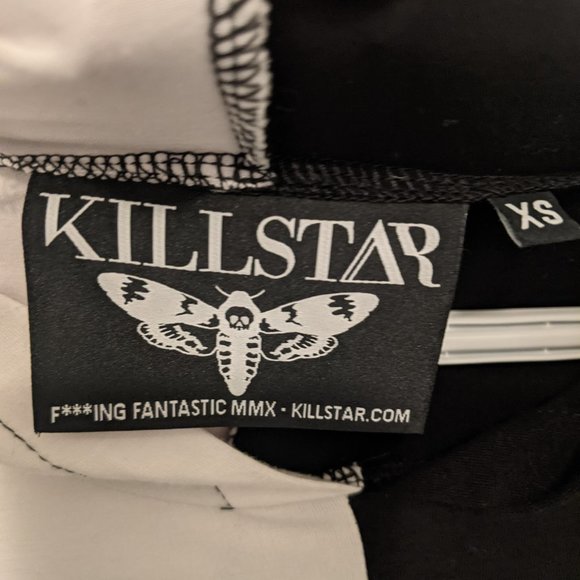 KILLSTAR
XS
F***ING FANTASTIC MMX - KILLSTAR.COM